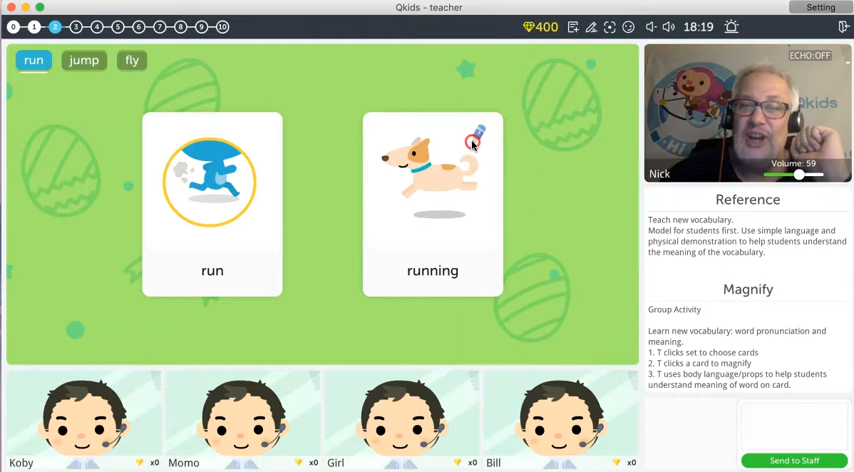 Qkids - teacher
Setting
0 1 2 3 4 5 6 7 8 9 10
400
18:19
run
jump
fly
run
running
ECHO:OFF
Qkids
Hi
Volume: 59
Nick
Reference
Teach new vocabulary.
Model for students first. Use simple language and
physical demonstration to help students understand
the meaning of the vocabulary.
Magnify
Group Activity
Learn new vocabulary: word pronunciation and
meaning.
1. T clicks set to choose cards
2. T clicks a card to magnify
3. T uses body language/props to help students
understand meaning of word on card.
Koby x0
Momo x0
Girl x0
Bill x0
Send to Staff